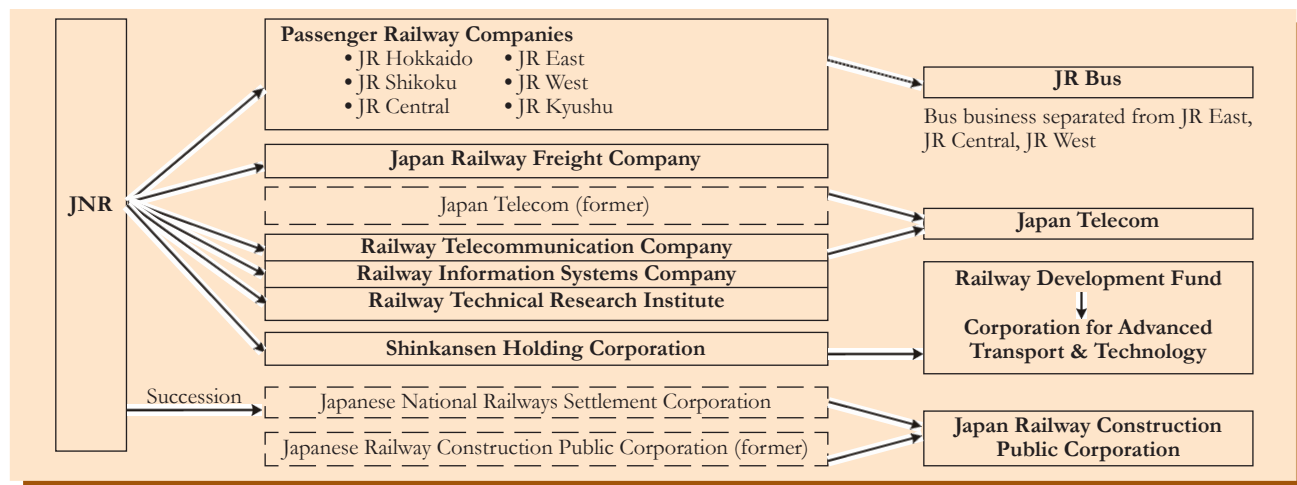 JNR
Passenger Railway Companies
• JR Hokkaido • JR East
• JR Shikoku • JR West
• JR Central • JR Kyushu
JR Bus
Bus business separated from JR East,
JR Central, JR West
Japan Railway Freight Company
Japan Telecom (former)
Japan Telecom
Railway Telecommunication Company
Railway Information Systems Company
Railway Technical Research Institute
Railway Development Fund
Corporation for Advanced
Transport & Technology
Shinkansen Holding Corporation
Succession
Japanese National Railways Settlement Corporation
Japanese Railway Construction Public Corporation (former)
Japan Railway Construction
Public Corporation